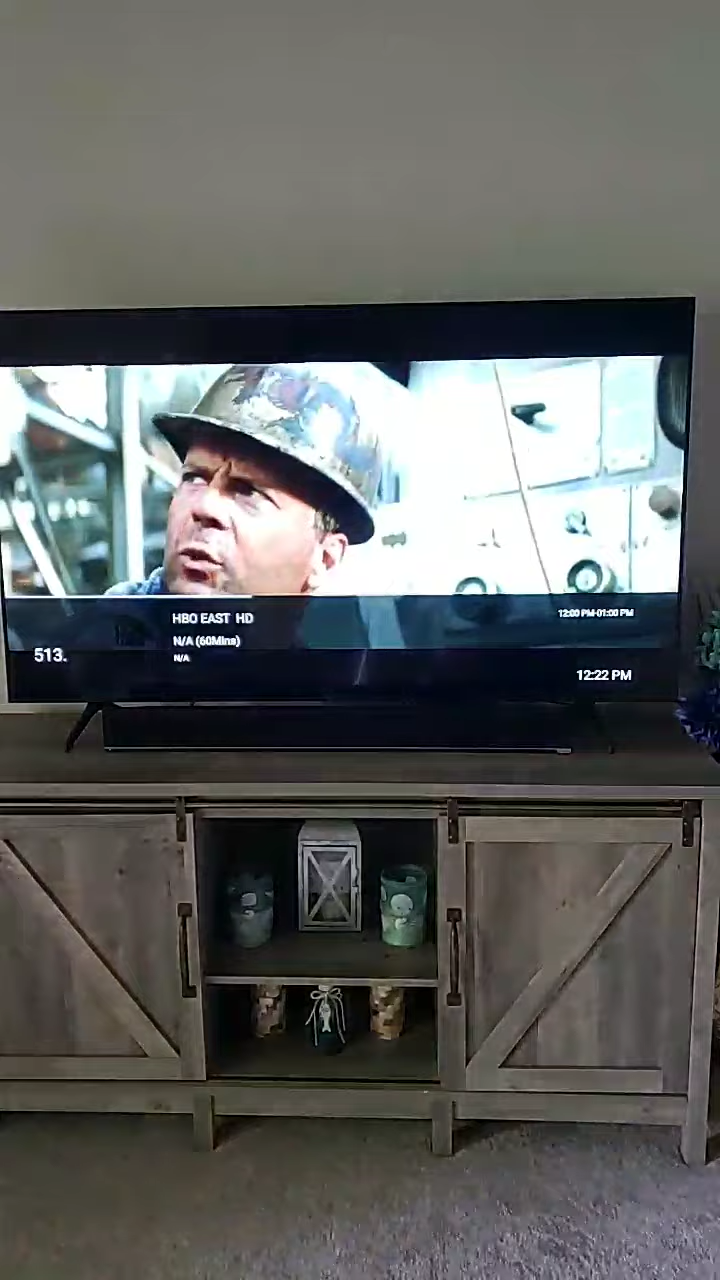 HBO EAST HD
12:00 PM-01:00 PM
N/A (60Mins)
513.
N/A
12:22 PM